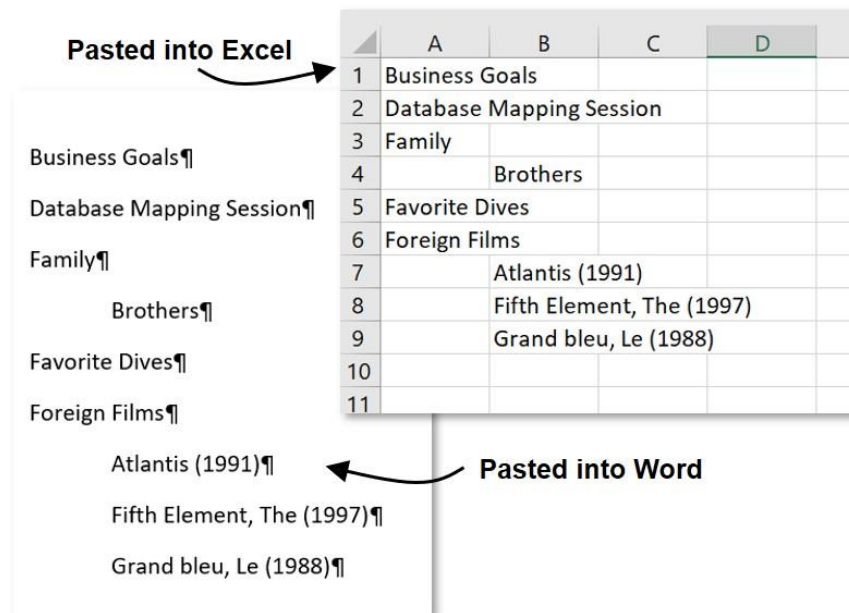 Pasted into Excel
A B C D
1 Business Goals
2 Database Mapping Session
3 Family
4 Brothers
5 Favorite Dives
6 Foreign Films
7 Atlantis (1991)
8 Fifth Element, The (1997)
9 Grand bleu, Le (1988)
10
11
Business Goals¶
Database Mapping Session¶
Family¶
Brothers¶
Favorite Dives¶
Foreign Films¶
Atlantis (1991)¶
Fifth Element, The (1997)¶
Grand bleu, Le (1988)¶
Pasted into Word